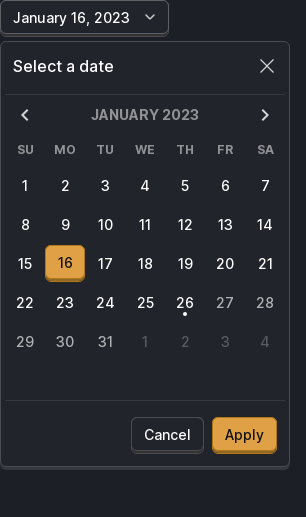 January 16, 2023
Select a date
JANUARY 2023
SU MO TU WE TH FR SA
1 2 3 4 5 6 7
8 9 10 11 12 13 14
15 16 17 18 19 20 21
22 23 24 25 26 27 28
29 30 31 1 2 3 4
Cancel Apply